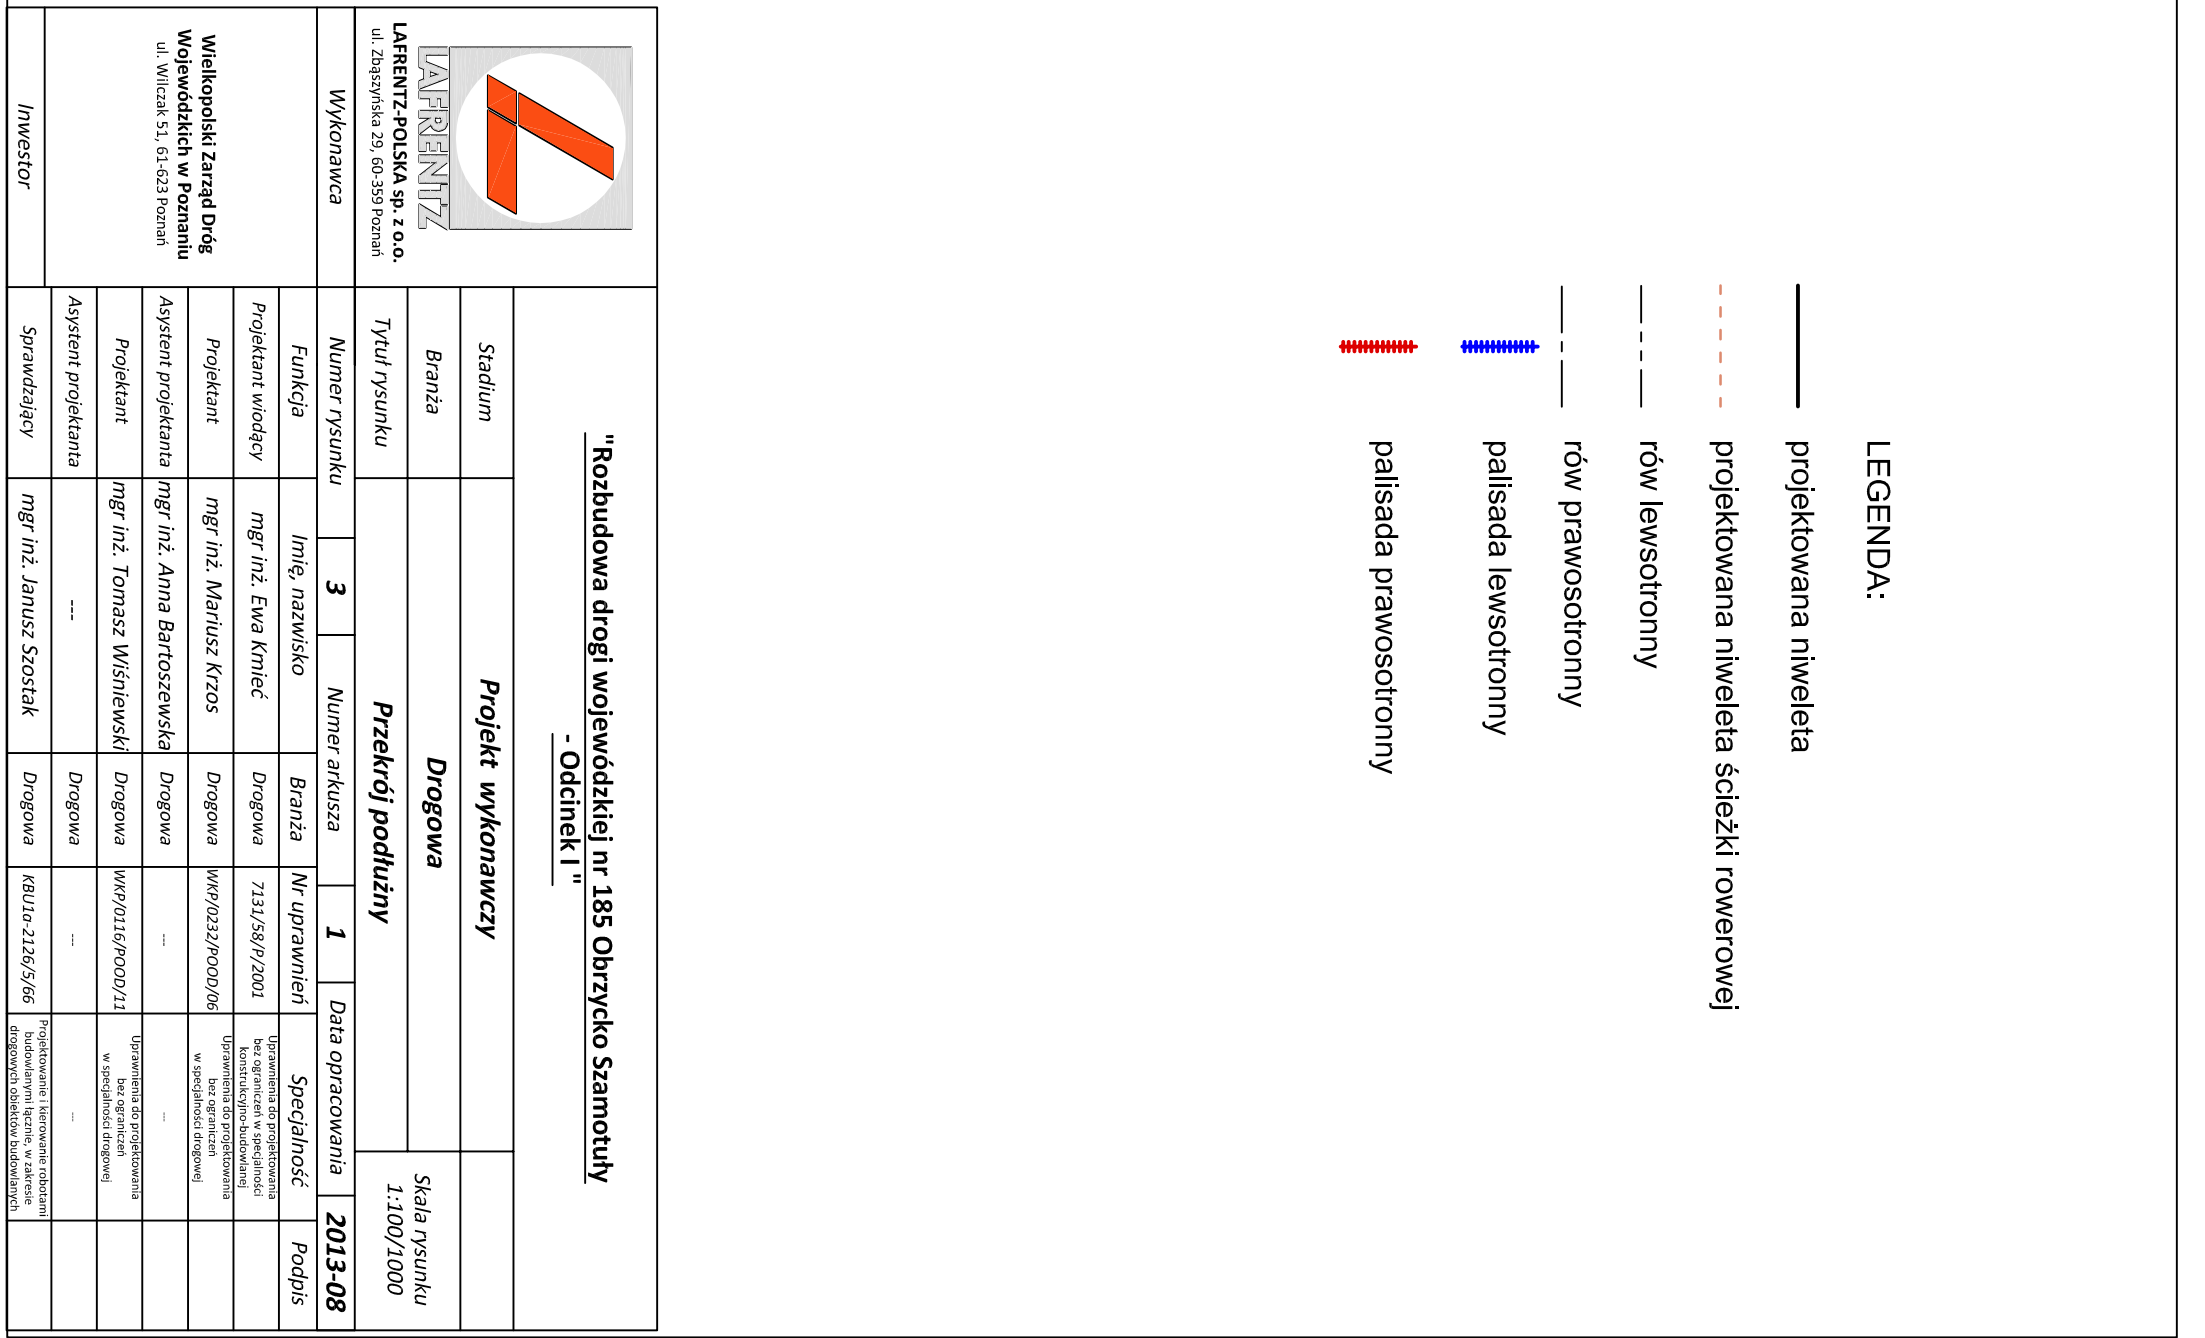 LEGENDA:
projektowana niweleta
projektowana niweleta ścieżki rowerowej
rów lewsotronny
rów prawosotronny
palisada lewsotronny
palisada prawosotronny
LAFRENTZ
LAFRENTZ-POLSKA sp. z o.o.
ul. Zbąszyńska 29, 60-359 Poznań
"Rozbudowa drogi wojewódzkiej nr 185 Obrzycko Szamotuły
- Odcinek I "
Stadium
Projekt wykonawczy
Branża
Drogowa
Skala rysunku
1:100/1000
Tytuł rysunku
Przekrój podłużny
Wykonawca
Numer rysunku
3
Numer arkusza
1
Data opracowania
2013-08
Wielkopolski Zarząd Dróg
Wojewódzkich w Poznaniu
ul. Wilczak 51, 61-623 Poznań
Inwestor
Funkcja
Imię, nazwisko
Branża
Nr uprawnień
Specjalność
Podpis
Projektant wiodący
mgr inż. Ewa Kmieć
Drogowa
7131/58/P/2001
Uprawnienia do projektowania
bez ograniczeń w specjalności
konstrukcyjno-budowlanej
Projektant
mgr inż. Mariusz Krzos
Drogowa
WKP/0232/POOD/06
Uprawnienia do projektowania
bez ograniczeń
w specjalności drogowej
Asystent projektanta
mgr inż. Anna Bartoszewska
Drogowa
---
---
Projektant
mgr inż. Tomasz Wiśniewski
Drogowa
WKP/0116/POOD/11
Uprawnienia do projektowania
bez ograniczeń
w specjalności drogowej
Asystent projektanta
---
Drogowa
---
---
Sprawdzający
mgr inż. Janusz Szostak
Drogowa
KBU1a-2126/5/66
Projektowanie i kierowanie robotami
budowlanymi łącznie, w zakresie
drogowych obiektów budowlanych